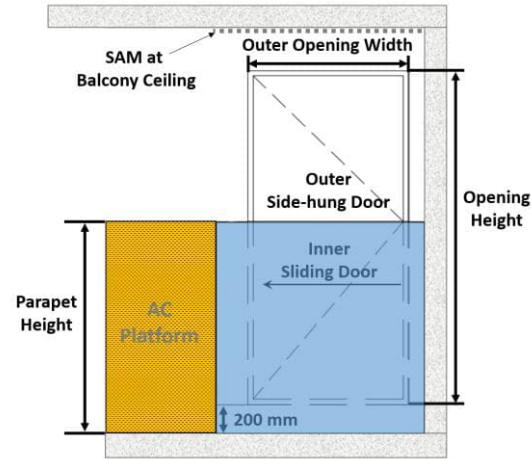 Outer Opening Width
SAM at
Balcony Ceiling
Outer
Side-hung Door
Opening
Height
Inner
Sliding Door
Parapet
Height
AC
Platform
200 mm